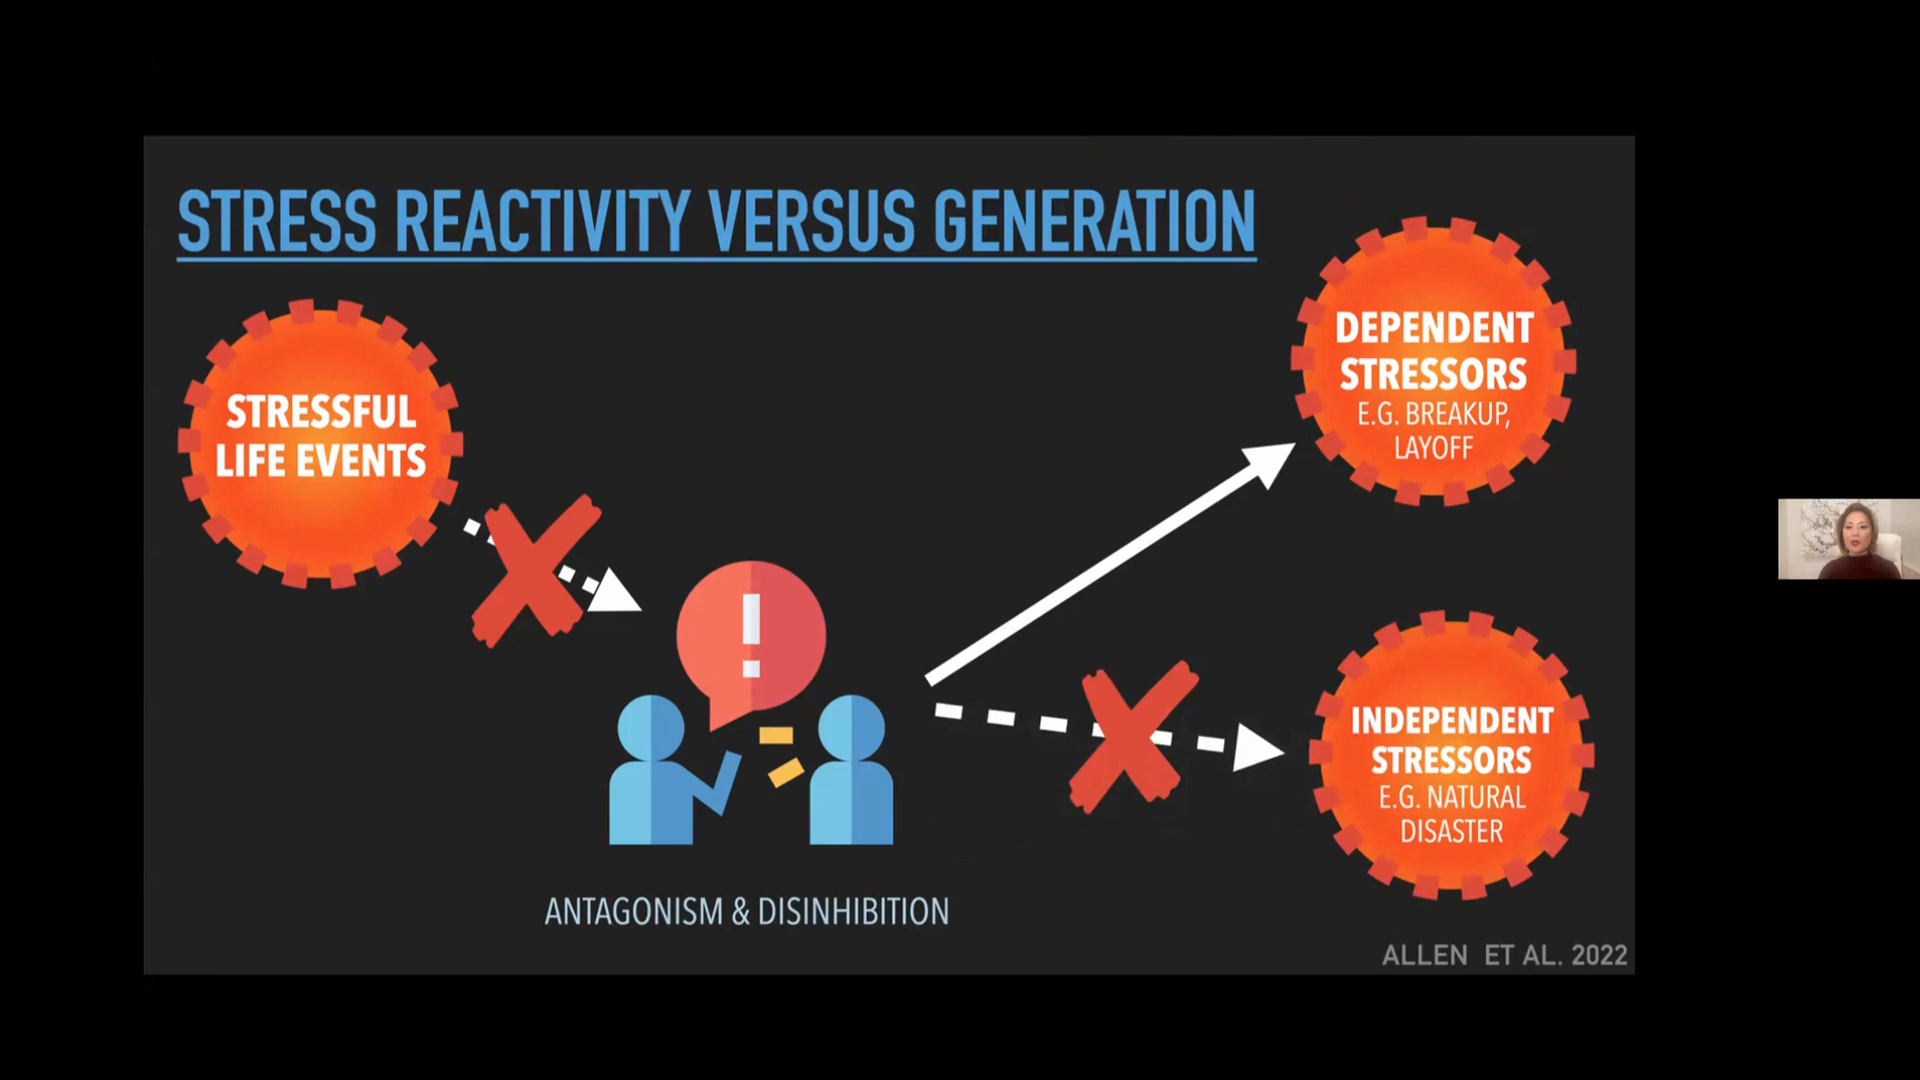 STRESS REACTIVITY VERSUS GENERATION
STRESSFUL
LIFE EVENTS
DEPENDENT
STRESSORS
E.G. BREAKUP,
LAYOFF
!
INDEPENDENT
STRESSORS
E.G. NATURAL
DISASTER
ANTAGONISM & DISINHIBITION
ALLEN ET AL. 2022